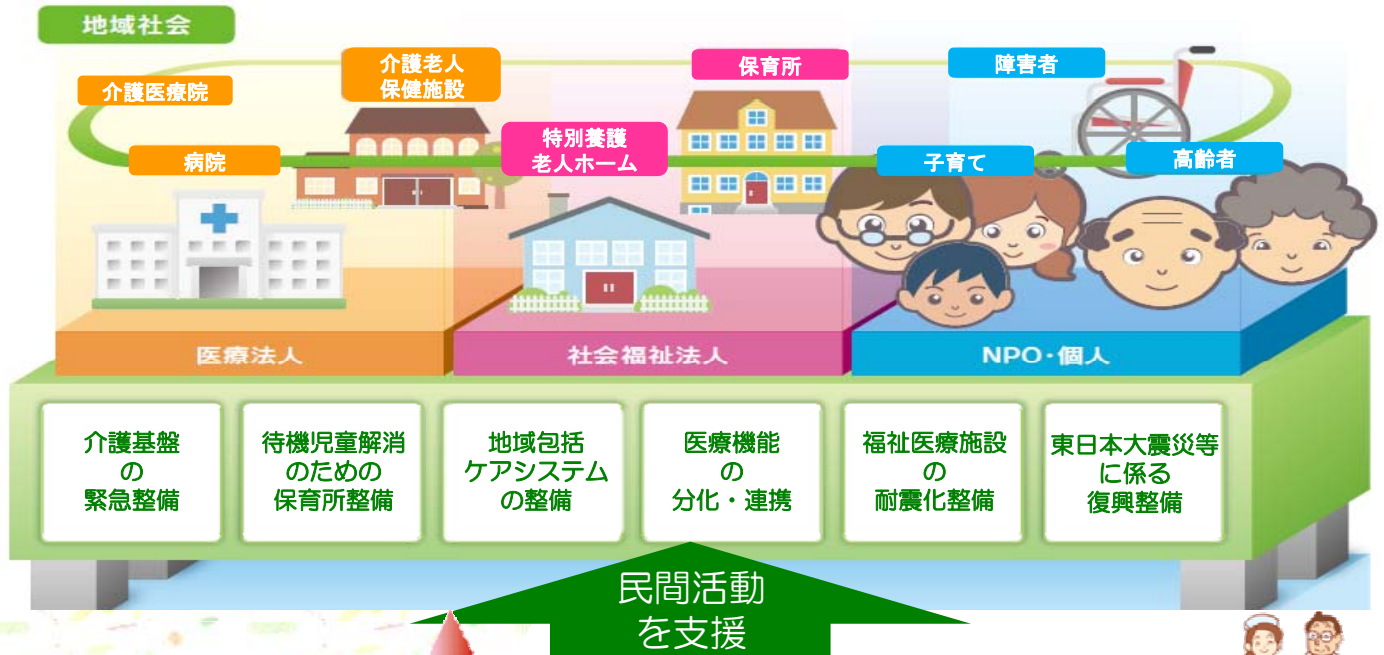 地域社会
介護医療院
介護老人
保健施設
保育所
障害者
病院
特別養護
老人ホーム
子育て
高齢者
医療法人
社会福祉法人
NPO・個人
介護基盤
の
緊急整備
待機児童解消
のための
保育所整備
地域包括
ケアシステム
の整備
医療機能
の
分化・連携
福祉医療施設
の
耐震化整備
東日本大震災等
に係る
復興整備
民間活動
を支援